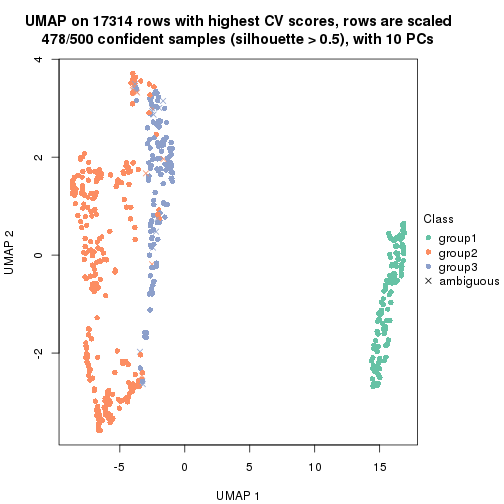 UMAP on 17314 rows with highest CV scores, rows are scaled
478/500 confident samples (silhouette > 0.5), with 10 PCs
4
2
0
-2
UMAP 2
-5
0
5
10
15
UMAP 1
Class
group1
group2
group3
ambiguous